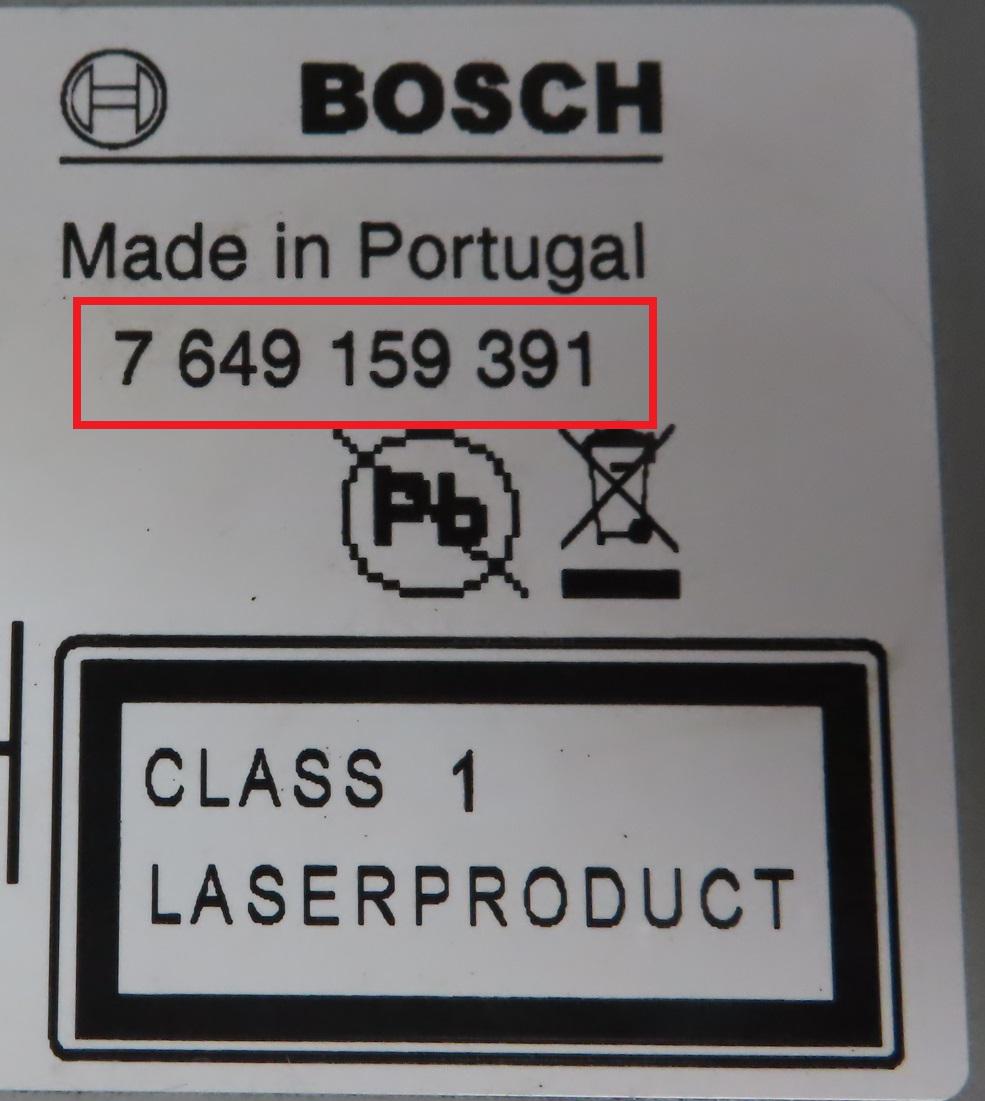 BOSCH
Made in Portugal
7 649 159 391
Pb
CLASS 1
LASERPRODUCT